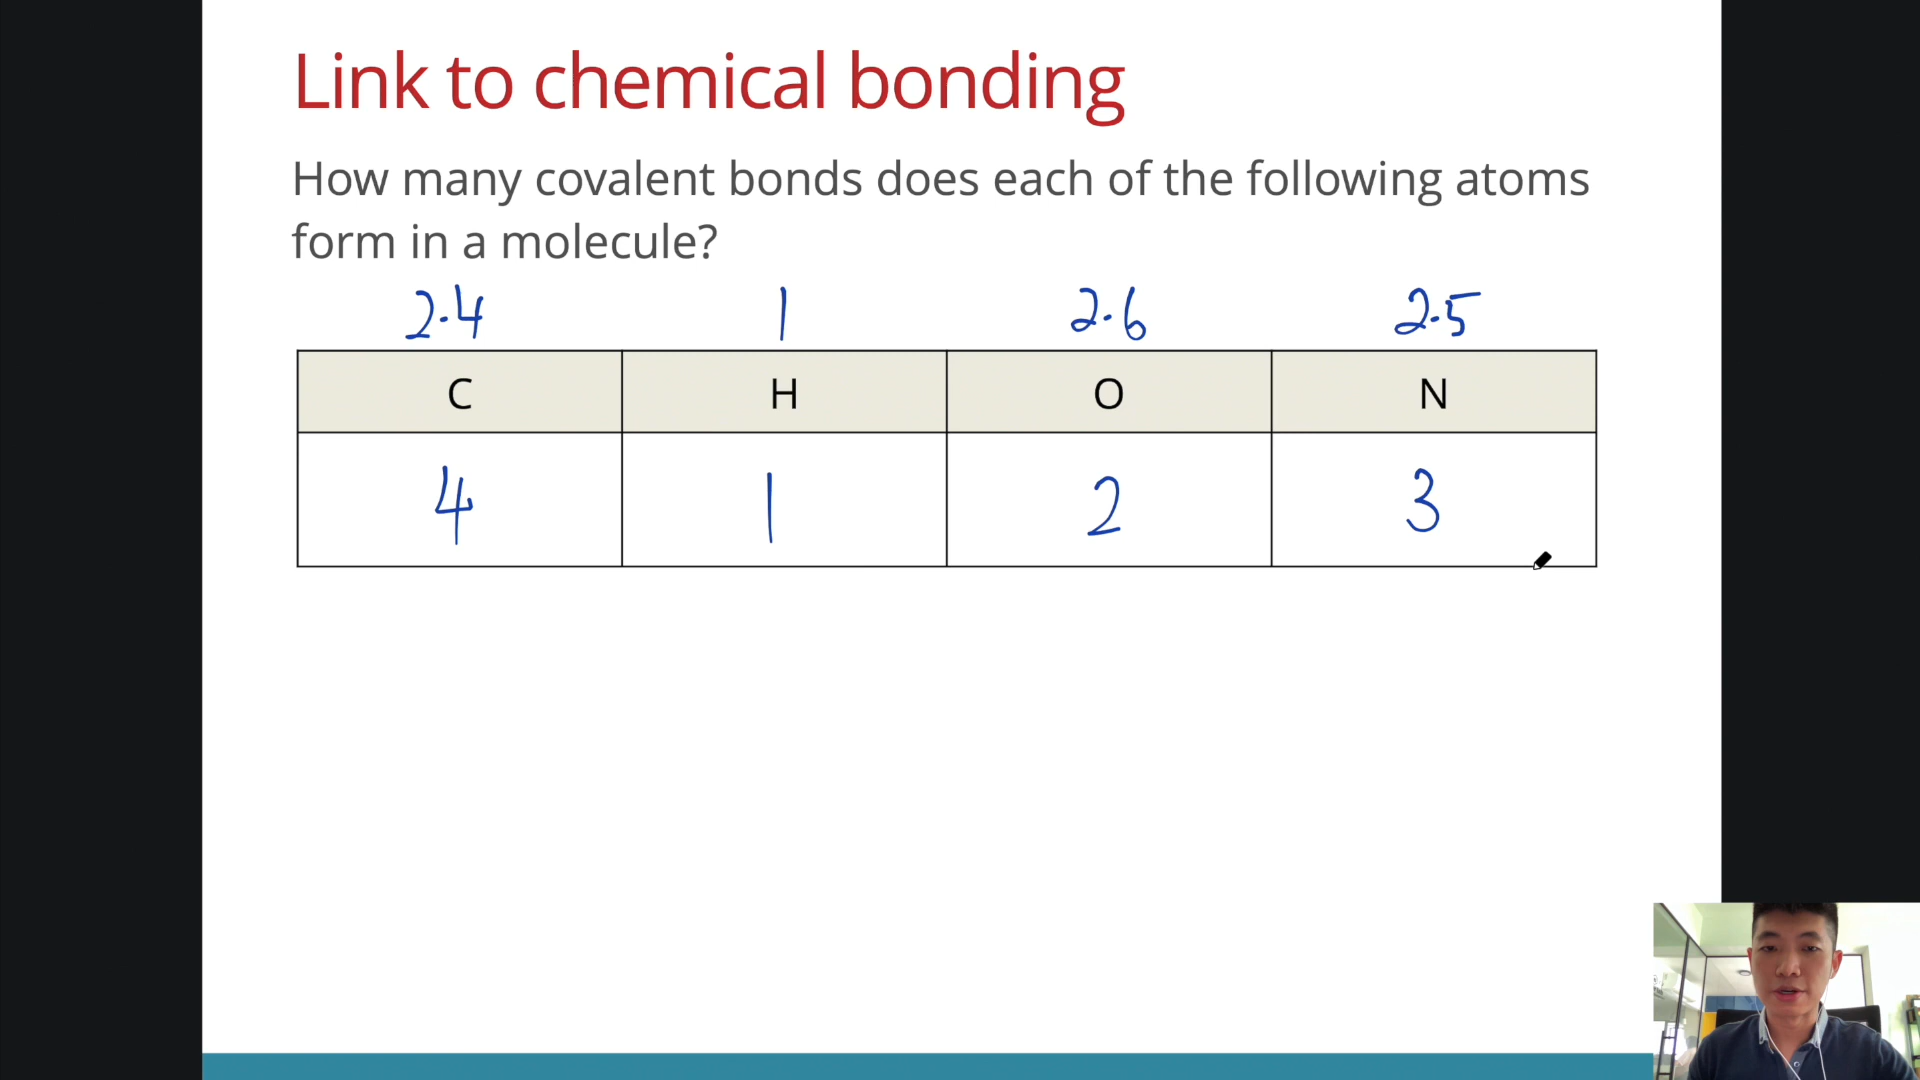 Link to chemical bonding
How many covalent bonds does each of the following atoms
form in a molecule?
2.4 1 2.6 2.5
C H O N
4 1 2 3